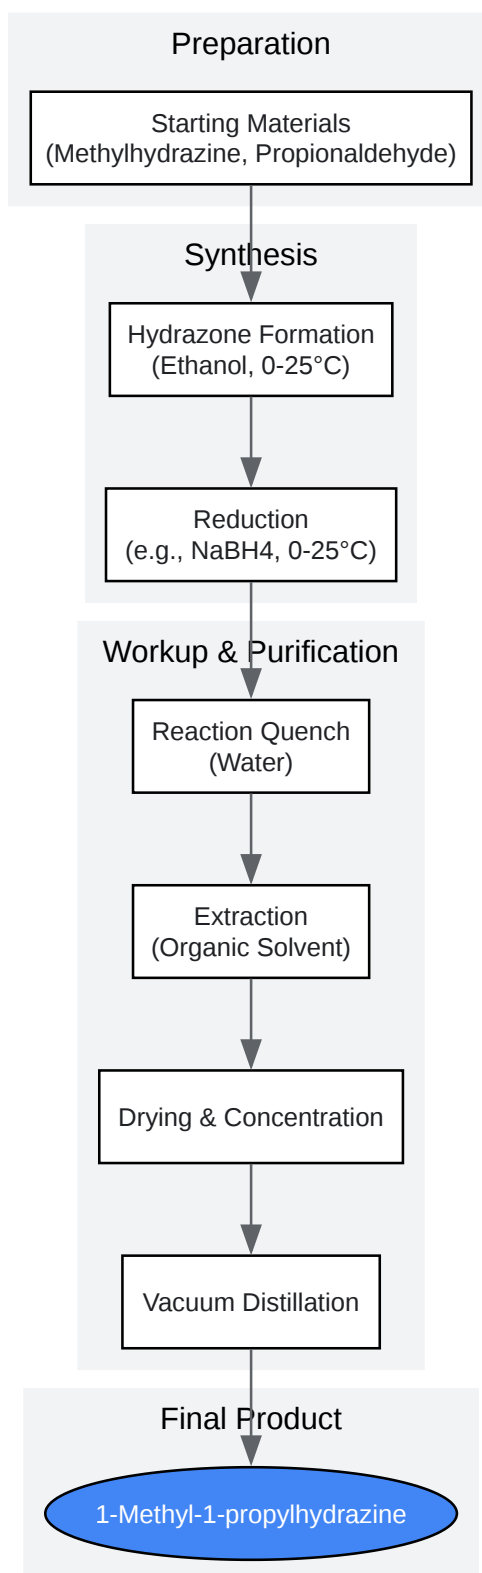 Preparation
Starting Materials
(Methylhydrazine, Propionaldehyde)
Synthesis
Hydrazone Formation
(Ethanol, 0-25°C)
Reduction
(e.g., NaBH4, 0-25°C)
Workup & Purification
Reaction Quench
(Water)
Extraction
(Organic Solvent)
Drying & Concentration
Vacuum Distillation
Final Product
1-Methyl-1-propylhydrazine